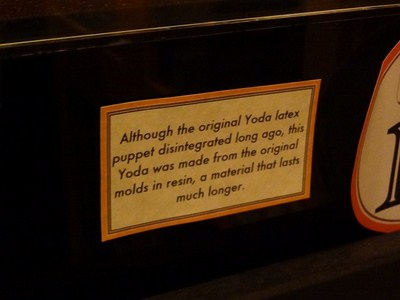 Although the original Yoda latex
puppet disintegrated long ago, this
Yoda was made from the original
molds in resin, a material that lasts
much longer.